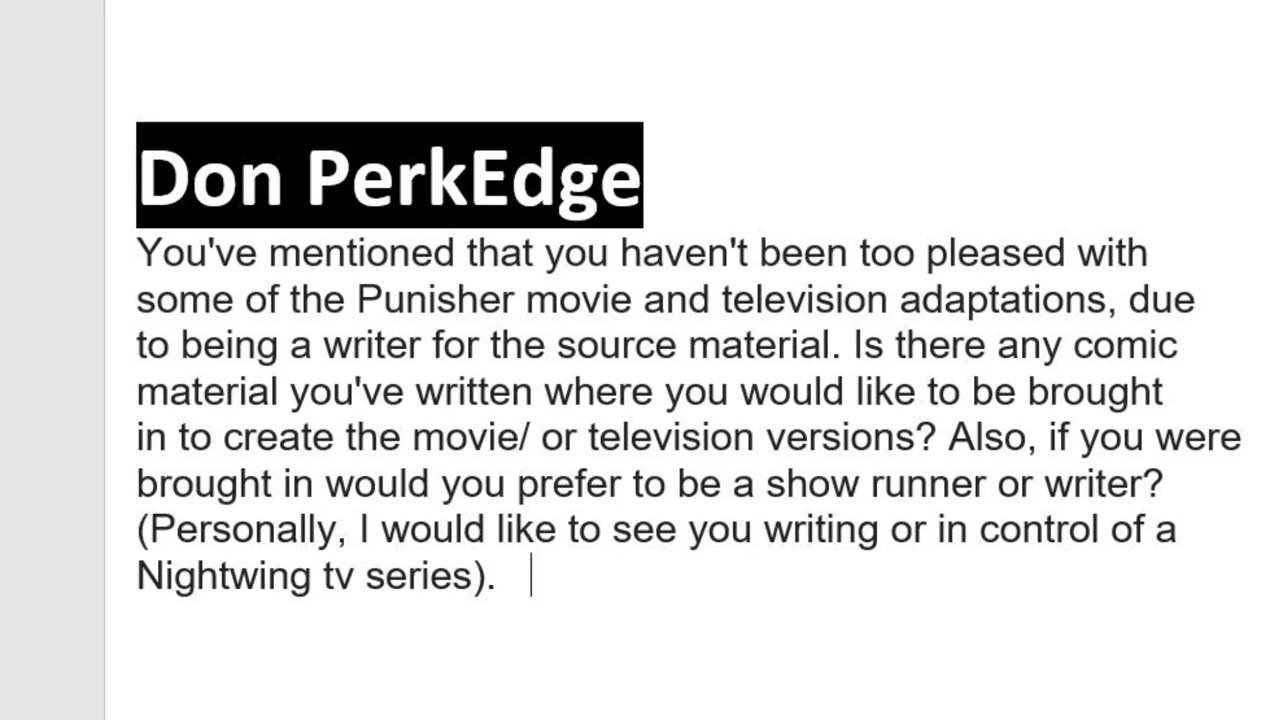 Don PerkEdge
You've mentioned that you haven't been too pleased with
some of the Punisher movie and television adaptations, due
to being a writer for the source material. Is there any comic
material you've written where you would like to be brought
in to create the movie/ or television versions? Also, if you were
brought in would you prefer to be a show runner or writer?
(Personally, I would like to see you writing or in control of a
Nightwing tv series).